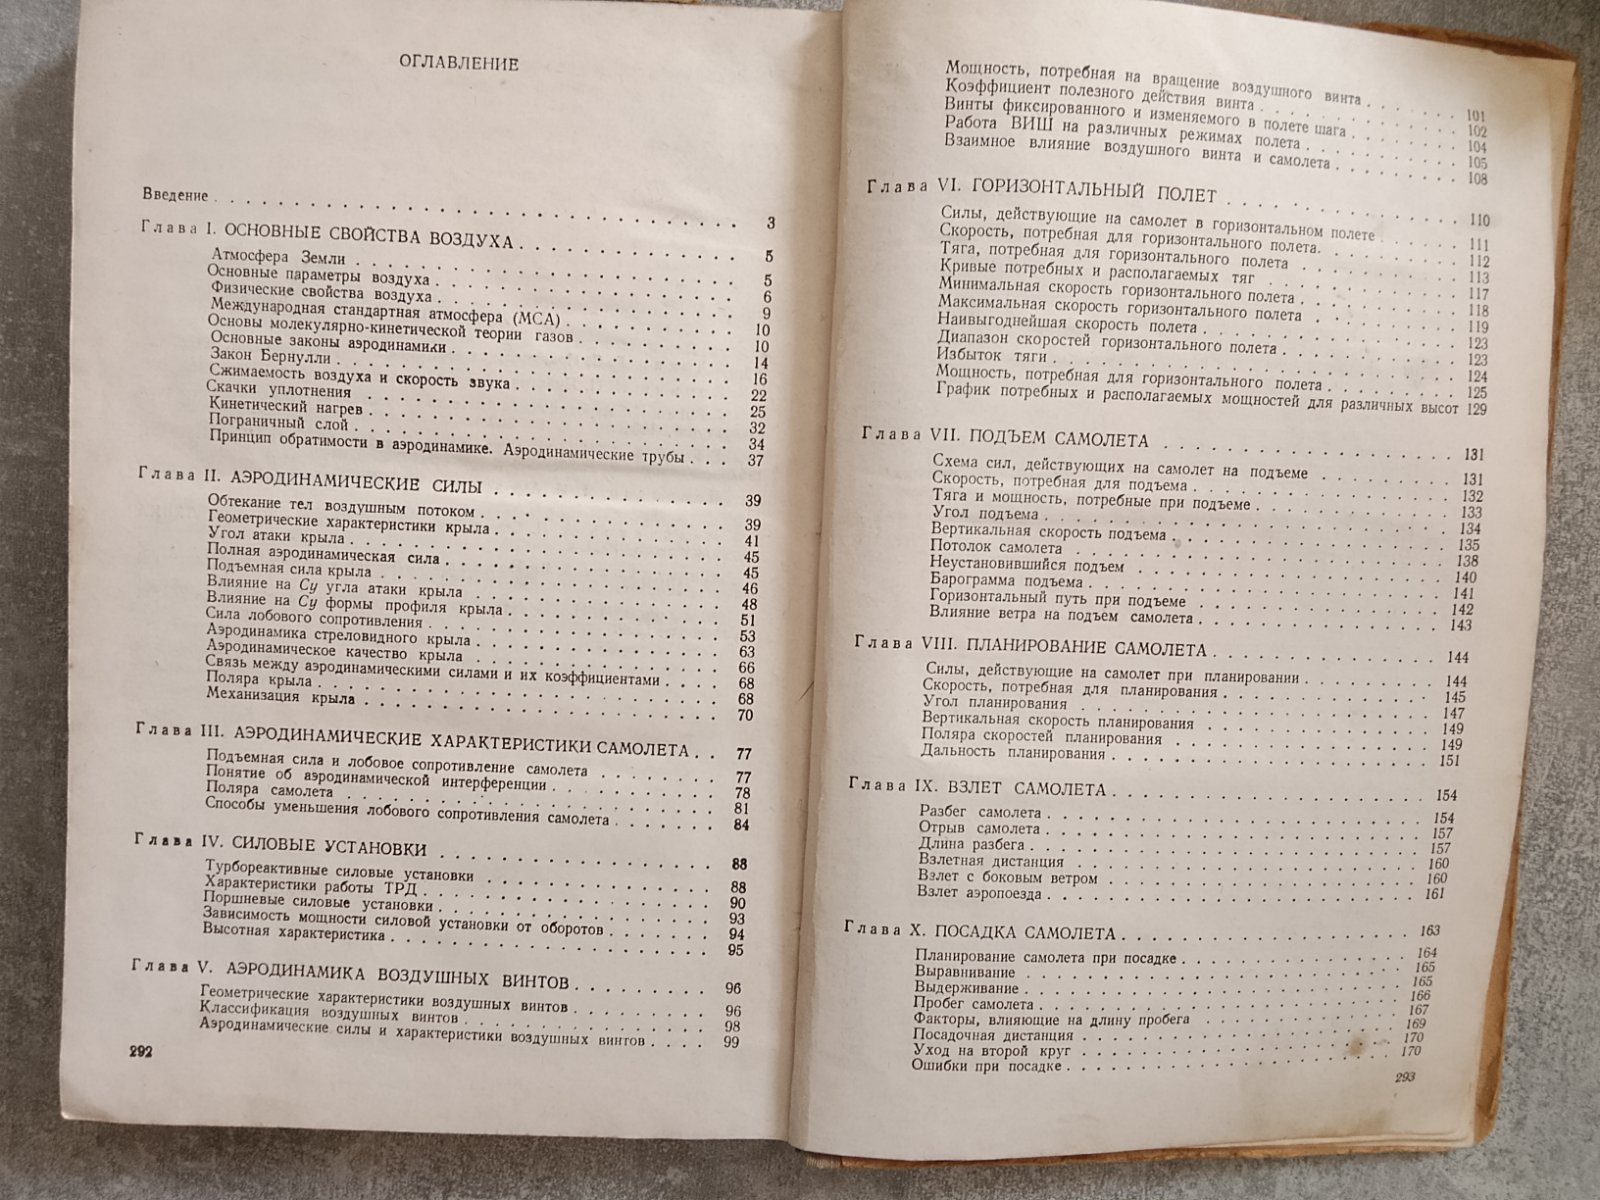 ОГЛАВЛЕНИЕ
Введение 3
Глава I. ОСНОВНЫЕ СВОЙСТВА ВОЗДУХА 5
Атмосфера Земли 5
Основные параметры воздуха 6
Физические свойства воздуха 9
Международная стандартная атмосфера (МСА) 10
Основы молекулярно-кинетической теории газов 10
Основные законы аэродинамики 14
Закон Бернулли 16
Сжимаемость воздуха и скорость звука 22
Скачки уплотнения 25
Кинетический нагрев 32
Пограничный слой 34
Принцип обратимости в аэродинамике. Аэродинамические трубы 37
Глава II. АЭРОДИНАМИЧЕСКИЕ СИЛЫ 39
Обтекание тел воздушным потоком 39
Геометрические характеристики крыла 41
Угол атаки крыла 45
Полная аэродинамическая сила 45
Подъемная сила крыла 46
Влияние на Cy угла атаки крыла 48
Влияние на Cy формы профиля крыла 51
Сила лобового сопротивления 53
Аэродинамика стреловидного крыла 63
Аэродинамическое качество крыла 66
Связь между аэродинамическими силами и их коэффициентами 68
Поляра крыла 68
Механизация крыла 70
Глава III. АЭРОДИНАМИЧЕСКИЕ ХАРАКТЕРИСТИКИ САМОЛЕТА 77
Подъемная сила и лобовое сопротивление самолета 77
Понятие об аэродинамической интерференции 78
Поляра самолета 81
Способы уменьшения лобового сопротивления самолета 84
Глава IV. СИЛОВЫЕ УСТАНОВКИ 88
Турбореактивные силовые установки 88
Характеристики работы ТРД 90
Поршневые силовые установки 93
Зависимость мощности силовой установки от оборотов 94
Высотная характеристика 95
Глава V. АЭРОДИНАМИКА ВОЗДУШНЫХ ВИНТОВ 96
Геометрические характеристики воздушных винтов 96
Классификация воздушных винтов 98
Аэродинамические силы и характеристики воздушных винтов 99
292
Мощность, потребная на вращение воздушного винта 101
Коэффициент полезного действия винта 102
Винты фиксированного и изменяемого в полете шага 104
Работа ВИШ на различных режимах полета 105
Взаимное влияние воздушного винта и самолета 108
Глава VI. ГОРИЗОНТАЛЬНЫЙ ПОЛЕТ 110
Силы, действующие на самолет в горизонтальном полете 111
Скорость, потребная для горизонтального полета. 112
Тяга, потребная для горизонтального полета 113
Кривые потребных и располагаемых тяг 117
Минимальная скорость горизонтального полета 118
Максимальная скорость горизонтального полета 119
Наивыгоднейшая скорость полета 123
Диапазон скоростей горизонтального полета 123
Избыток тяги 124
Мощность, потребная для горизонтального полета 125
График потребных и располагаемых мощностей для различных высот 129
Глава VII. ПОДЪЕМ САМОЛЕТА 131
Схема сил, действующих на самолет на подъеме 131
Скорость, потребная для подъема 132
Тяга и мощность, потребные при подъеме 133
Угол подъема 134
Вертикальная скорость подъема 135
Потолок самолета 138
Неустановившийся подъем 140
Барограмма подъема 141
Горизонтальный путь при подъеме 142
Влияние ветра на подъем самолета 143
Глава VIII. ПЛАНИРОВАНИЕ САМОЛЕТА 144
Силы, действующие на самолет при планировании 144
Скорость, потребная для планирования 145
Угол планирования 147
Вертикальная скорость планирования 149
Поляра скоростей планирования 149
Дальность планирования 151
Глава IX. ВЗЛЕТ САМОЛЕТА 154
Разбег самолета 154
Отрыв самолета 157
Длина разбега 157
Взлетная дистанция 160
Взлет с боковым ветром 160
Взлет аэропоезда 161
Глава X. ПОСАДКА САМОЛЕТА 163
Планирование самолета при посадке 164
Выравнивание 165
Выдерживание 165
Пробег самолета 166
Факторы, влияющие на длину пробега 167
Посадочная дистанция 169
Уход на второй круг 170
Ошибки при посадке 170
293